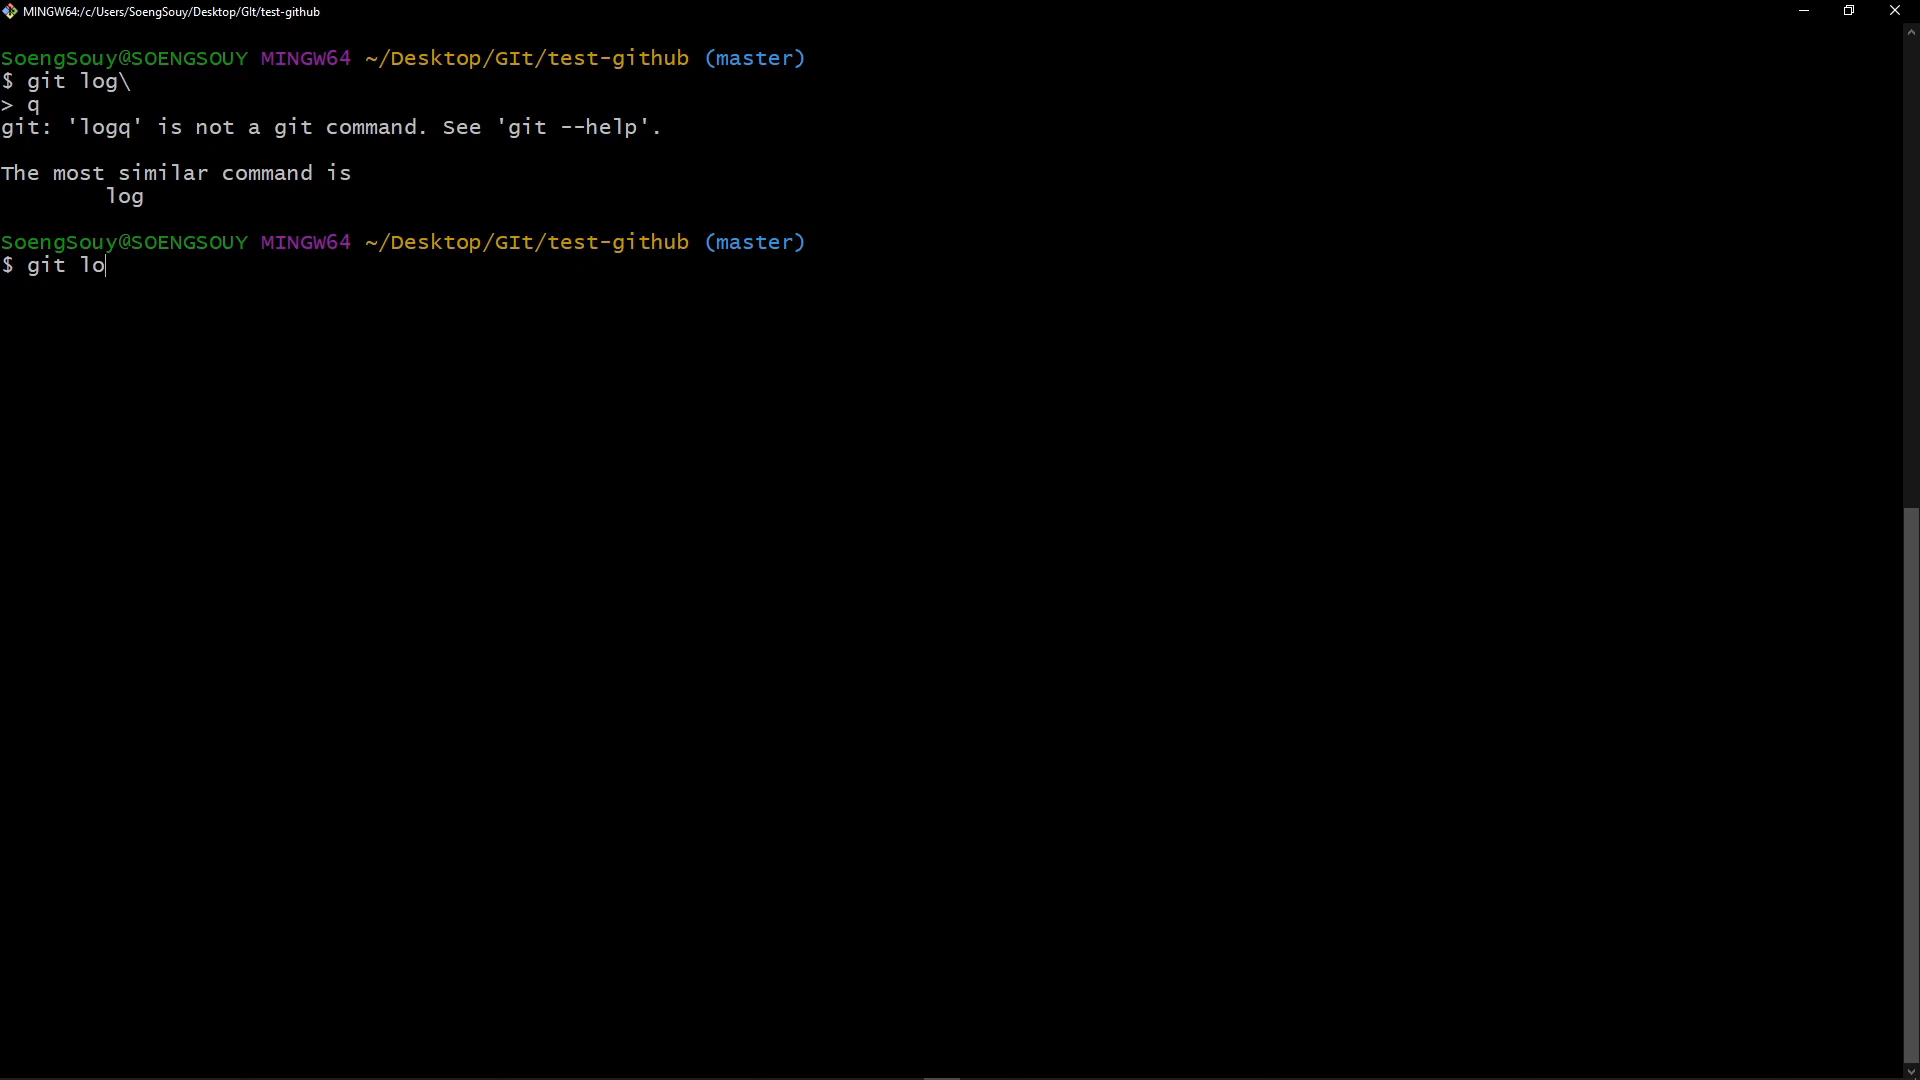 MINGW64:/c/Users/SoengSouy/Desktop/GIt/test-github
SoengSouy@SOENGSOUY MINGW64 ~/Desktop/GIt/test-github (master)
$ git log\
> q
git: 'logq' is not a git command. See 'git --help'.
The most similar command is
log
SoengSouy@SOENGSOUY MINGW64 ~/Desktop/GIt/test-github (master)
$ git lo